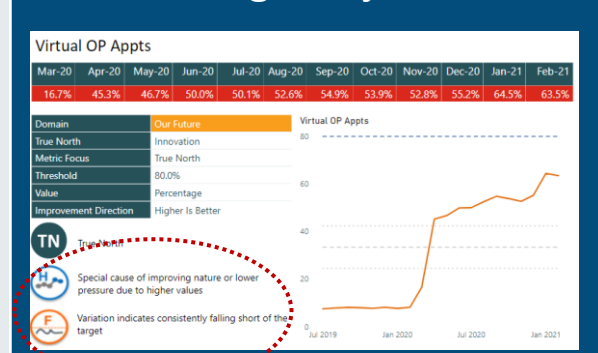 Virtual OP Appts
Mar-20 Apr-20 May-20 Jun-20 Jul-20 Aug-20 Sep-20 Oct-20 Nov-20 Dec-20 Jan-21 Feb-21
16.7% 45.3% 46.7% 50.0% 50.1% 52.6% 54.9% 53.9% 52.8% 55.2% 64.5% 63.5%
Domain Our Future
True North Innovation
Metric Focus True North
Threshold 80.0%
Value Percentage
Improvement Direction Higher Is Better
TN True North
H Special cause of improving nature or lower
pressure due to higher values
F Variation indicates consistently falling short of the
target
Virtual OP Appts
80
60
40
20
0
Jul 2019 Jan 2020 Jul 2020 Jan 2021